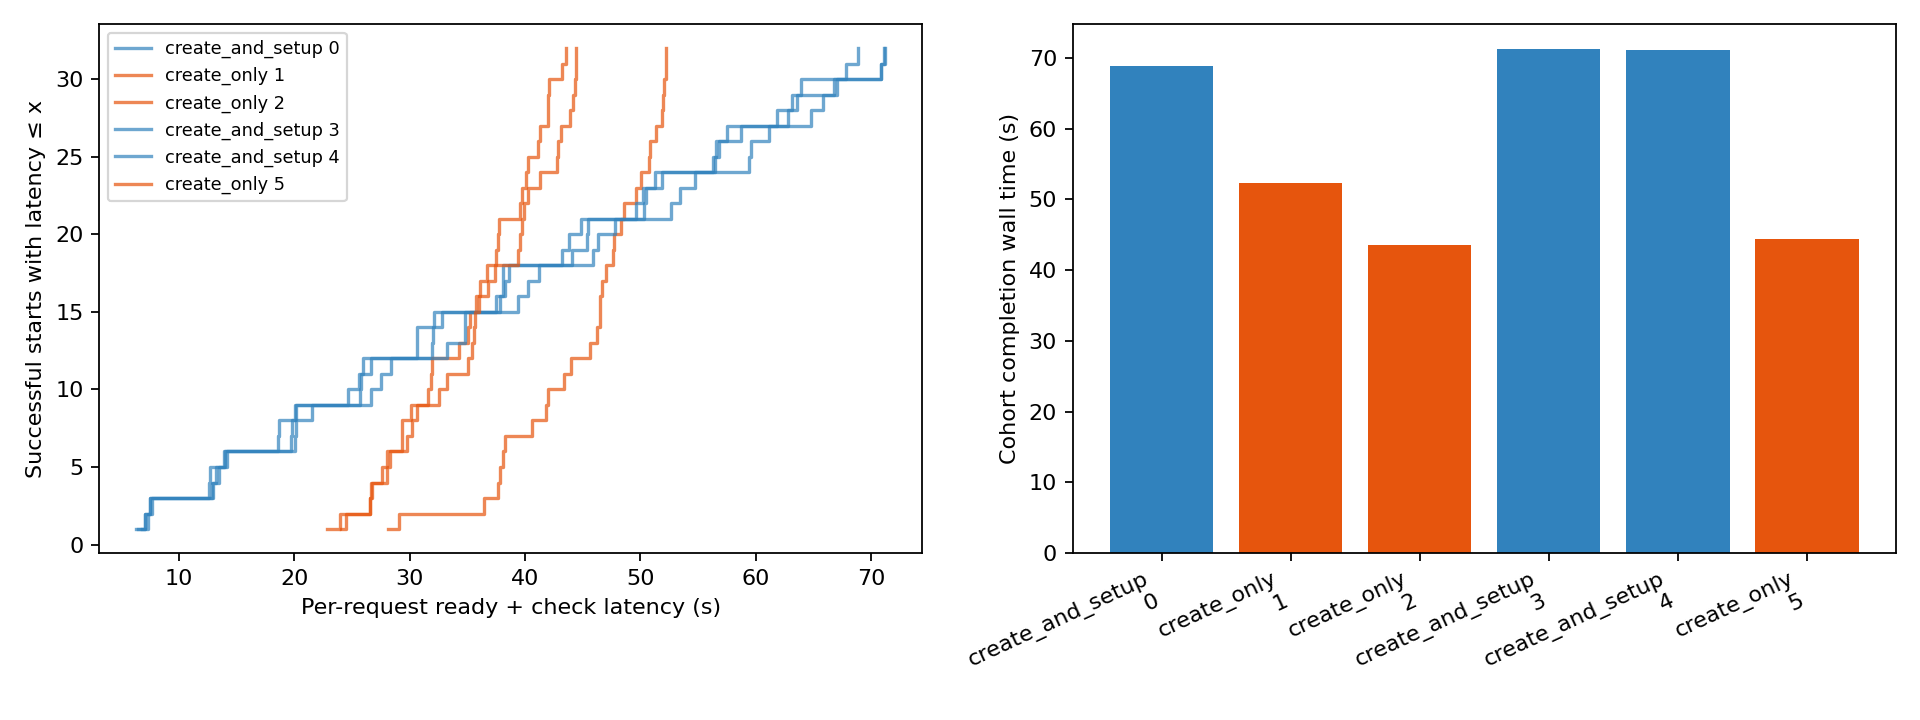 create_and_setup 0
create_only 1
create_only 2
create_and_setup 3
create_and_setup 4
create_only 5
Successful starts with latency ≤ x
30
25
20
15
10
5
0
10 20 30 40 50 60 70
Per-request ready + check latency (s)
Cohort completion wall time (s)
70
60
50
40
30
20
10
0
create_and_setup
0
create_only
1
create_only
2
create_and_setup
3
create_and_setup
4
create_only
5